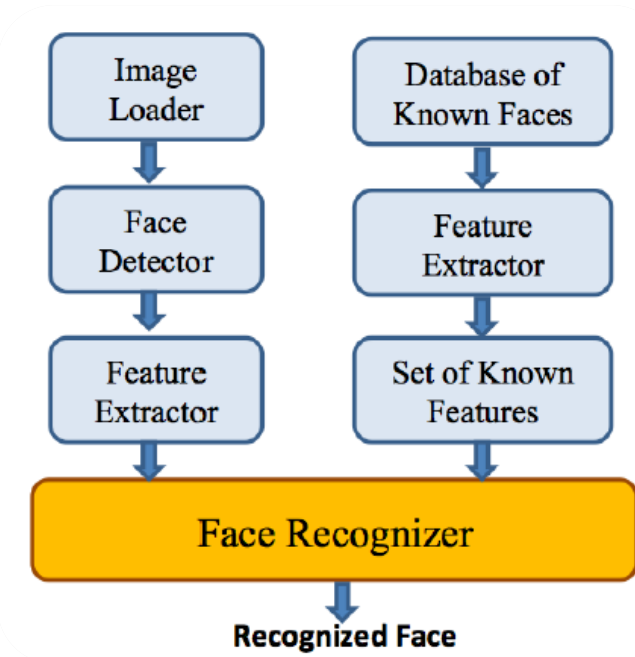 Image
Loader
Database of
Known Faces
Face
Detector
Feature
Extractor
Feature
Extractor
Set of Known
Features
Face Recognizer
Recognized Face